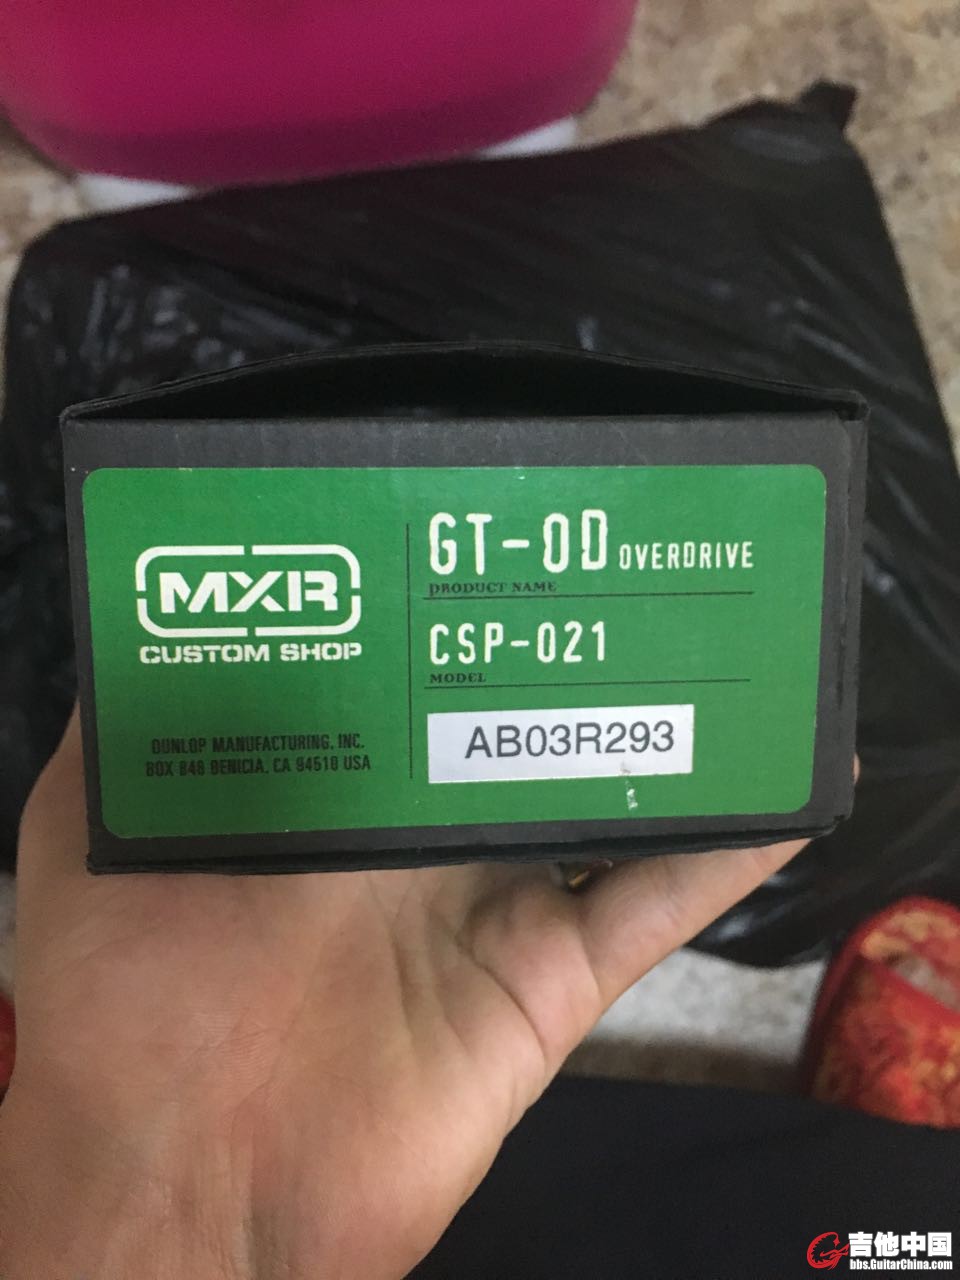 MXR
CUSTOM SHOP
DUNLOP MANUFACTURING, INC.
BOX 846 BENICIA, CA 94510 USA
GT-OD OVERDRIVE
PRODUCT NAME
CSP-021
MODEL
AB03R293
吉他中国
bbs.GuitarChina.com